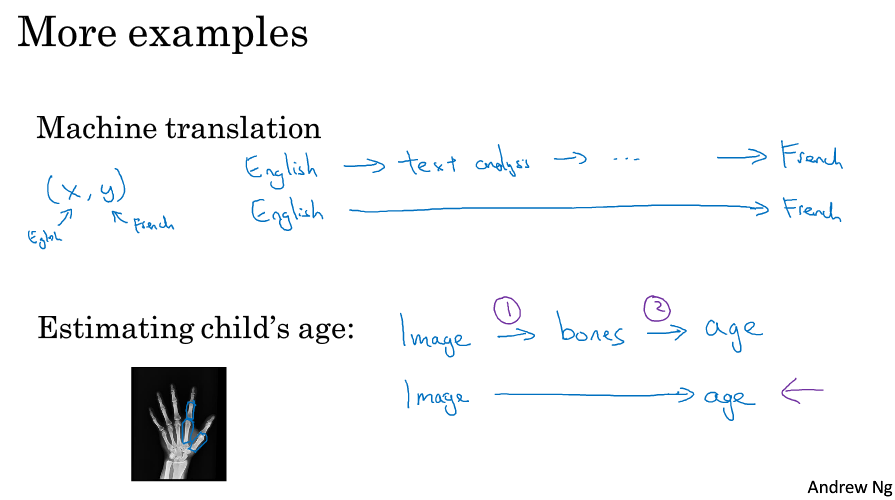 More examples
Machine translation
English → text analysis → ... → French
(x, y)
English → French
Eglish French
Estimating child's age:
① ②
Image → bones → age
Image → age ←
Andrew Ng